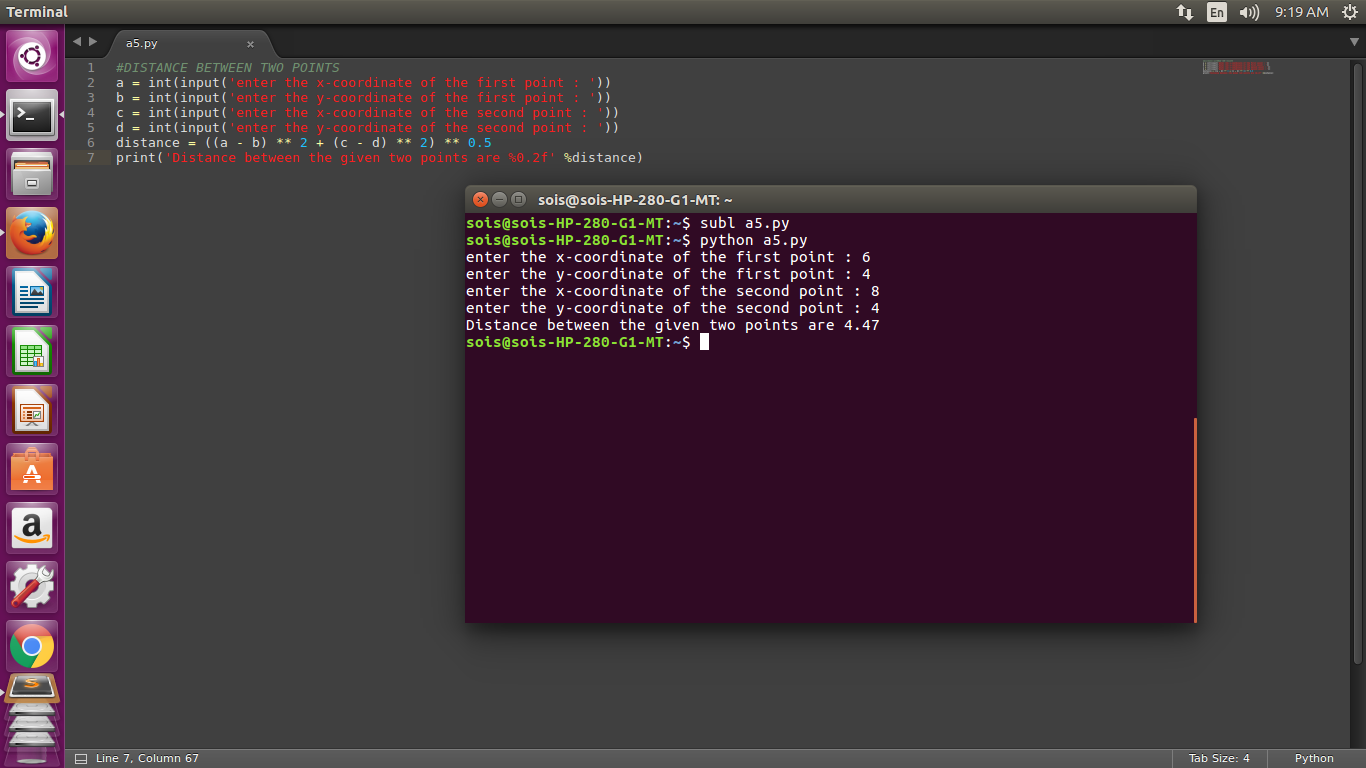 Terminal
En
9:19 AM
a5.py
1 #DISTANCE BETWEEN TWO POINTS
2 a = int(input('enter the x-coordinate of the first point : '))
3 b = int(input('enter the y-coordinate of the first point : '))
4 c = int(input('enter the x-coordinate of the second point : '))
5 d = int(input('enter the y-coordinate of the second point : '))
6 distance = ((a - b) ** 2 + (c - d) ** 2) ** 0.5
7 print('Distance between the given two points are %0.2f' %distance)
sois@sois-HP-280-G1-MT: ~
sois@sois-HP-280-G1-MT:~$ subl a5.py
sois@sois-HP-280-G1-MT:~$ python a5.py
enter the x-coordinate of the first point : 6
enter the y-coordinate of the first point : 4
enter the x-coordinate of the second point : 8
enter the y-coordinate of the second point : 4
Distance between the given two points are 4.47
sois@sois-HP-280-G1-MT:~$
Line 7, Column 67
Tab Size: 4
Python